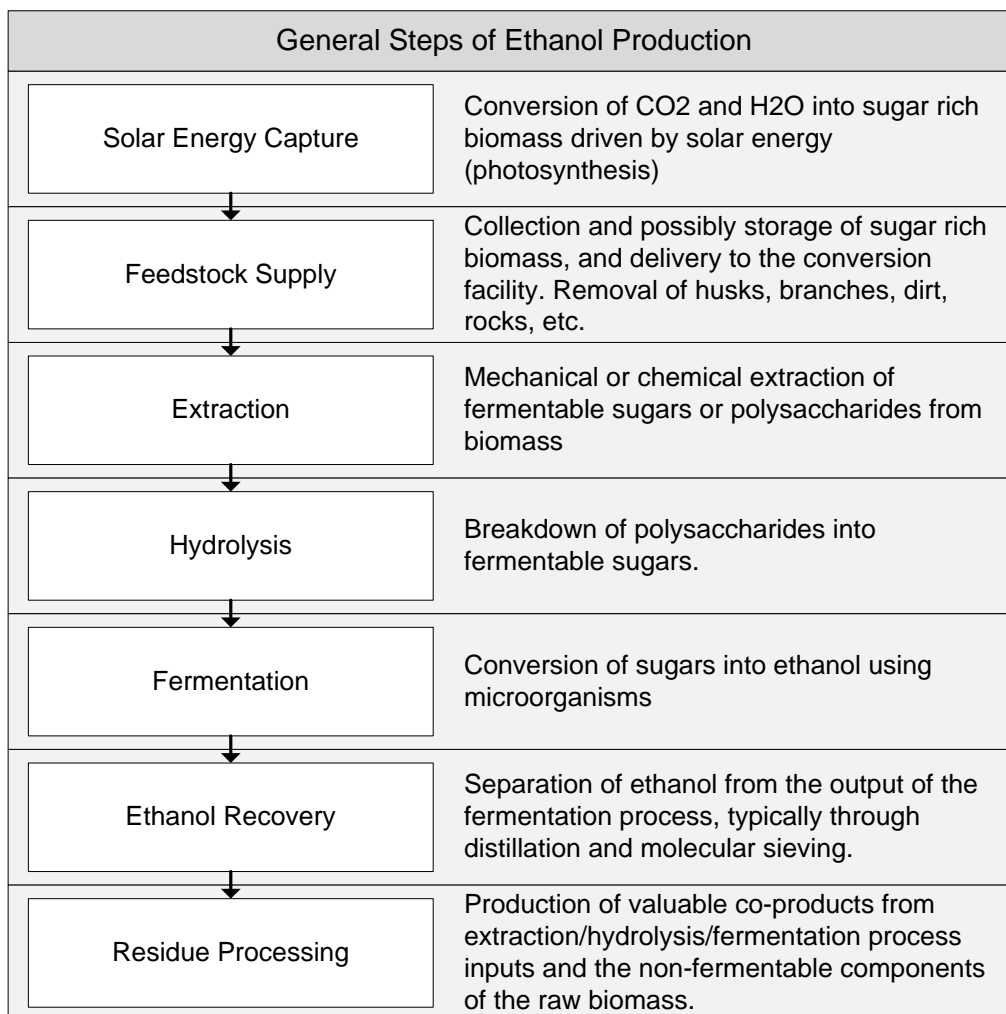 General Steps of Ethanol Production
Solar Energy Capture
Conversion of CO2 and H2O into sugar rich
biomass driven by solar energy
(photosynthesis)
Feedstock Supply
Collection and possibly storage of sugar rich
biomass, and delivery to the conversion
facility. Removal of husks, branches, dirt,
rocks, etc.
Extraction
Mechanical or chemical extraction of
fermentable sugars or polysaccharides from
biomass
Hydrolysis
Breakdown of polysaccharides into
fermentable sugars.
Fermentation
Conversion of sugars into ethanol using
microorganisms
Ethanol Recovery
Separation of ethanol from the output of the
fermentation process, typically through
distillation and molecular sieving.
Residue Processing
Production of valuable co-products from
extraction/hydrolysis/fermentation process
inputs and the non-fermentable components
of the raw biomass.